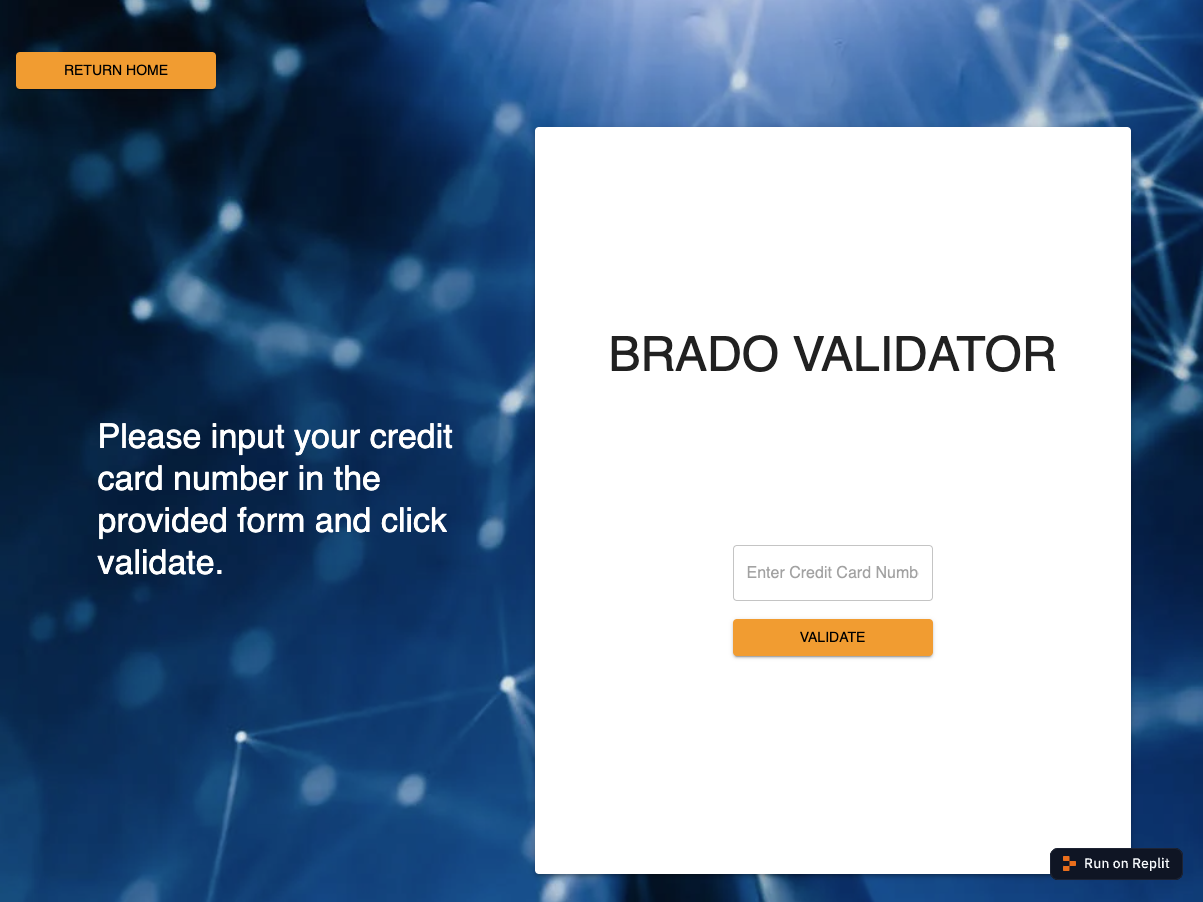 RETURN HOME
BRADO VALIDATOR
Please input your credit
card number in the
provided form and click
validate.
Enter Credit Card Numb
VALIDATE
Run on Replit